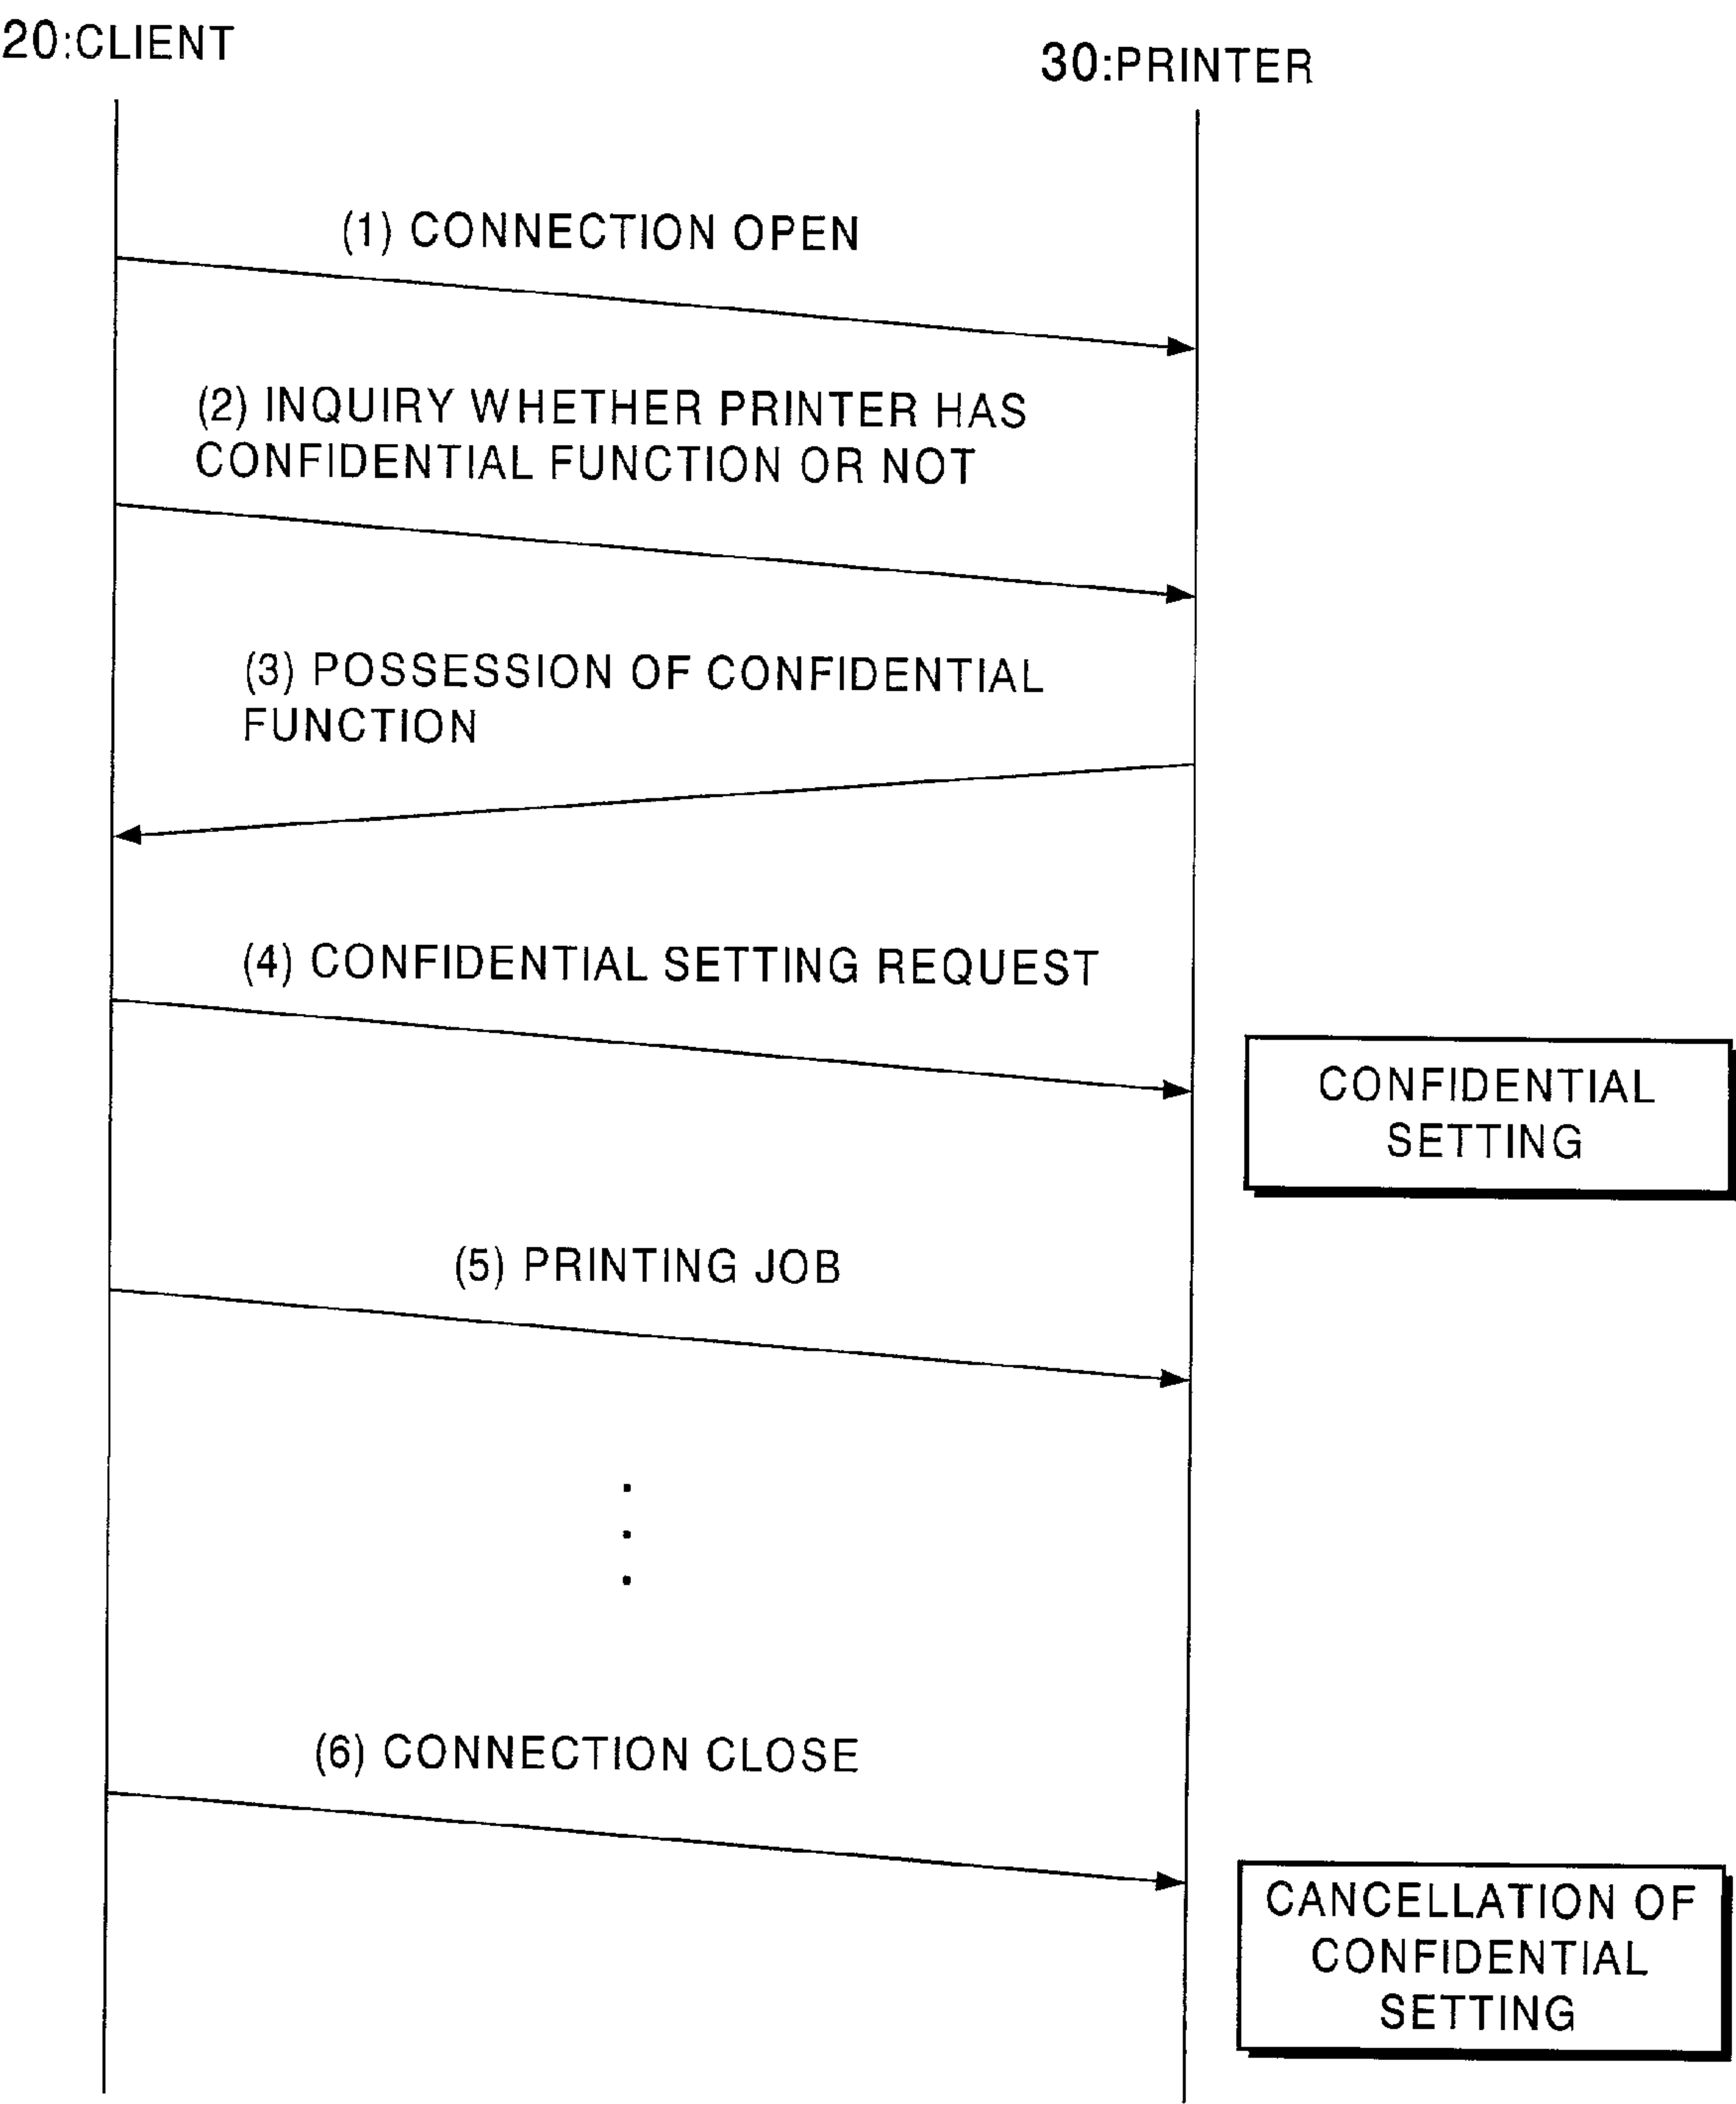 20:CLIENT
30:PRINTER
(1) CONNECTION OPEN
(2) INQUIRY WHETHER PRINTER HAS
CONFIDENTIAL FUNCTION OR NOT
(3) POSSESSION OF CONFIDENTIAL
FUNCTION
(4) CONFIDENTIAL SETTING REQUEST
CONFIDENTIAL
SETTING
(5) PRINTING JOB
(6) CONNECTION CLOSE
CANCELLATION OF
CONFIDENTIAL
SETTING